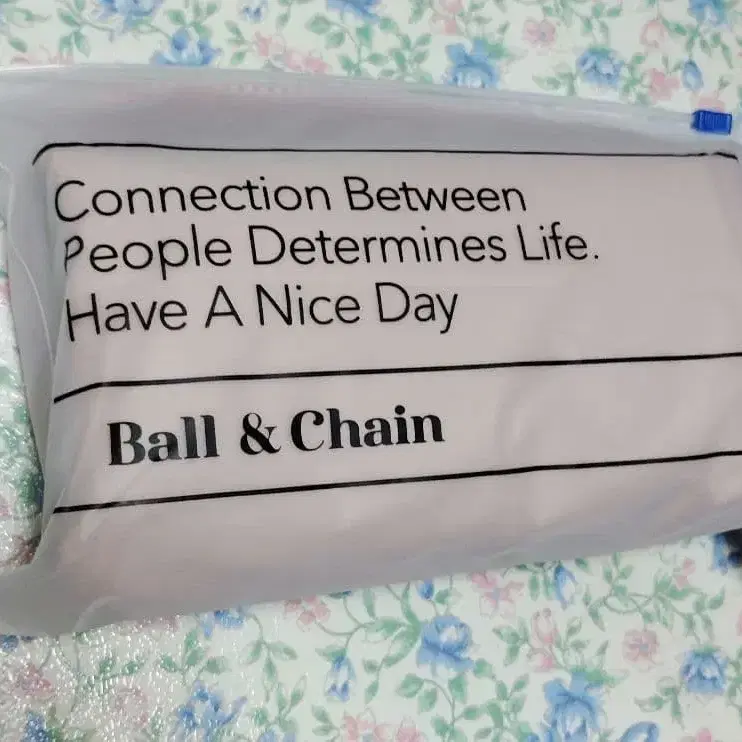 Connection Between
People Determines Life.
Have A Nice Day
Ball & Chain